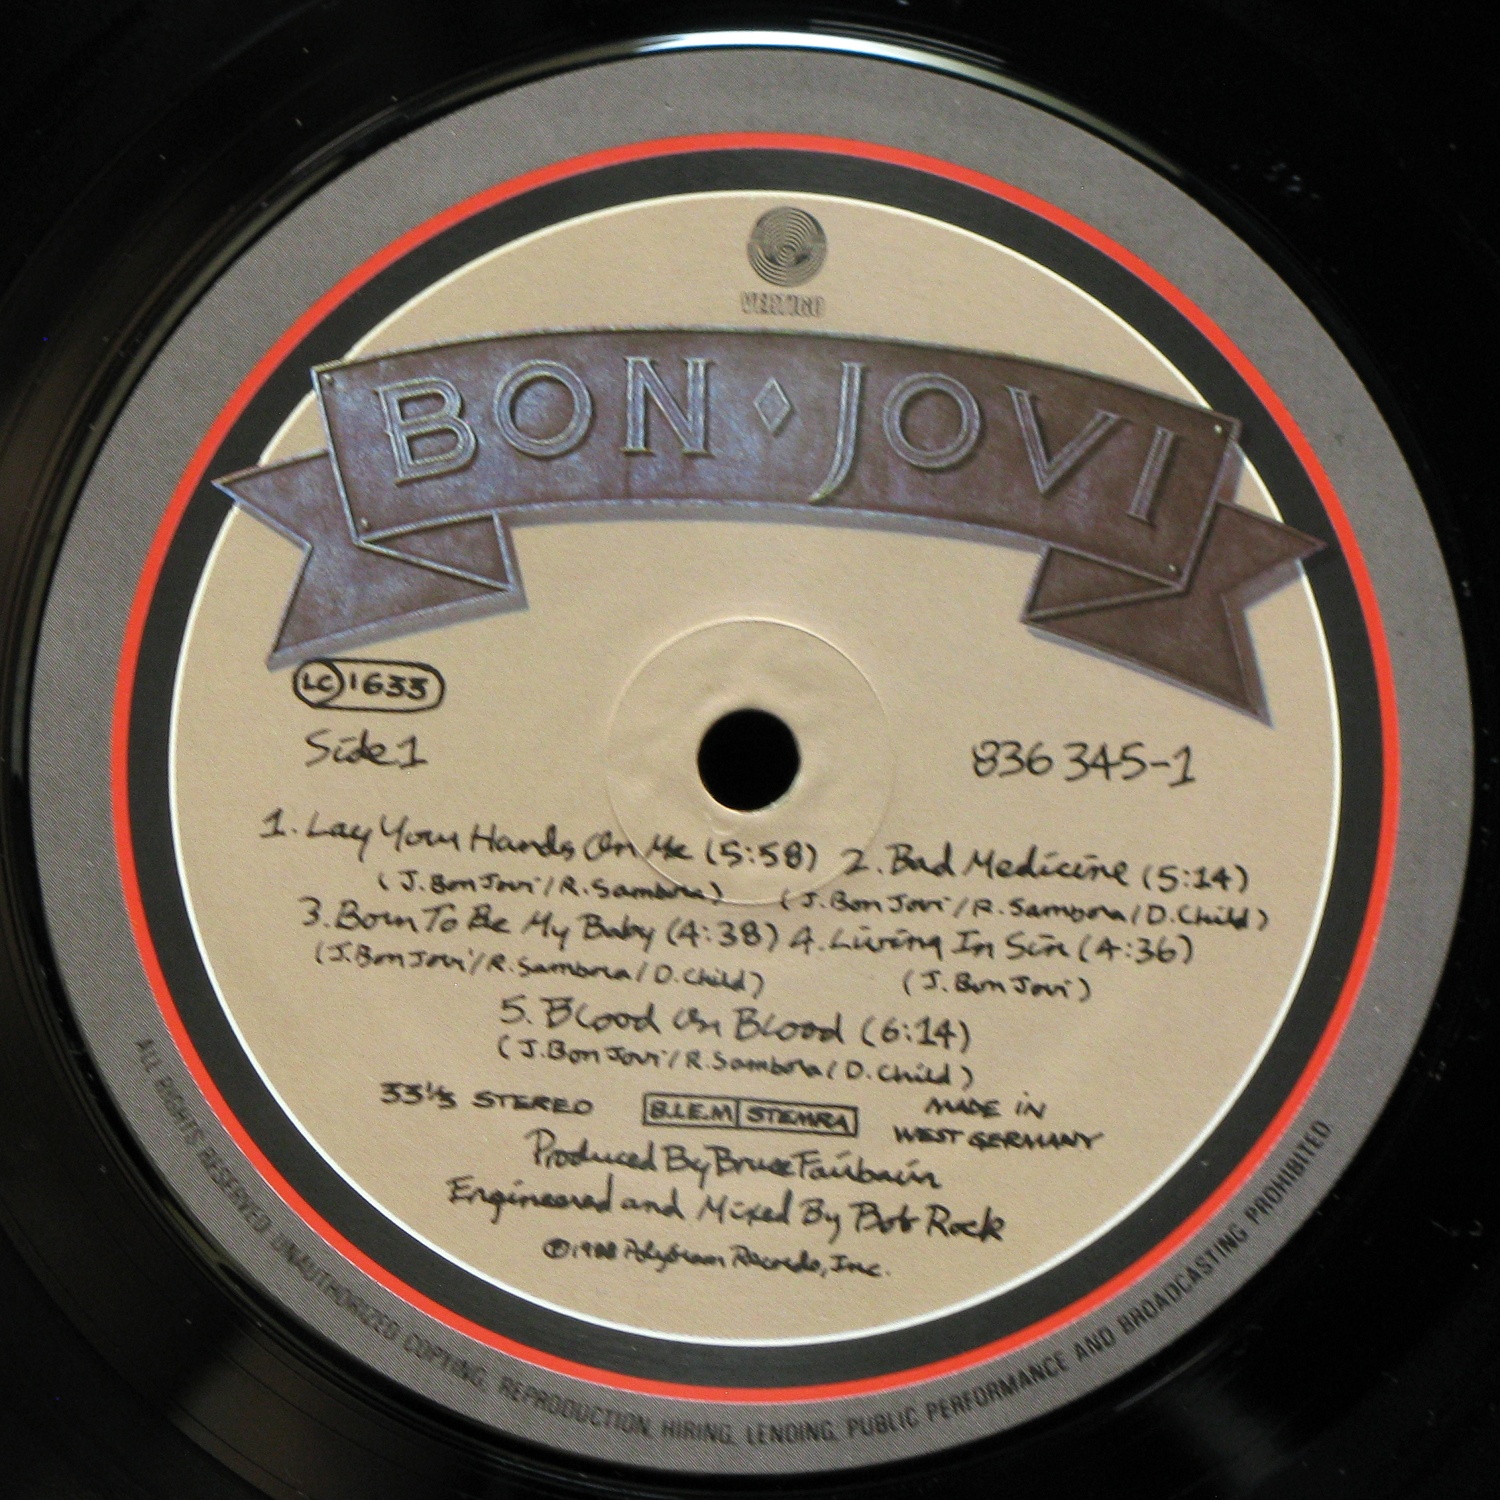 VERTIGO
BON JOVI
LC 1633
Side 1
836 345-1
1. Lay Your Hands On Me (5:58) 2. Bad Medicine (5:14)
(J. Bon Jovi / R. Sambora) (J. Bon Jovi / R. Sambora / D. Child)
3. Born To Be My Baby (4:38) 4. Living In Sin (4:36)
(J. Bon Jovi / R. Sambora / D. Child) (J. Bon Jovi)
5. Blood On Blood (6:14)
(J. Bon Jovi / R. Sambora / D. Child)
33 1/3 STEREO B.I.E.M STEMRA MADE IN
WEST GERMANY
Produced By Bruce Fairbairn
Engineered and Mixed By Bob Rock
℗ 1988 Polygram Records, Inc.
ALL RIGHTS RESERVED. UNAUTHORIZED COPYING, REPRODUCTION, HIRING, LENDING, PUBLIC PERFORMANCE AND BROADCASTING PROHIBITED.